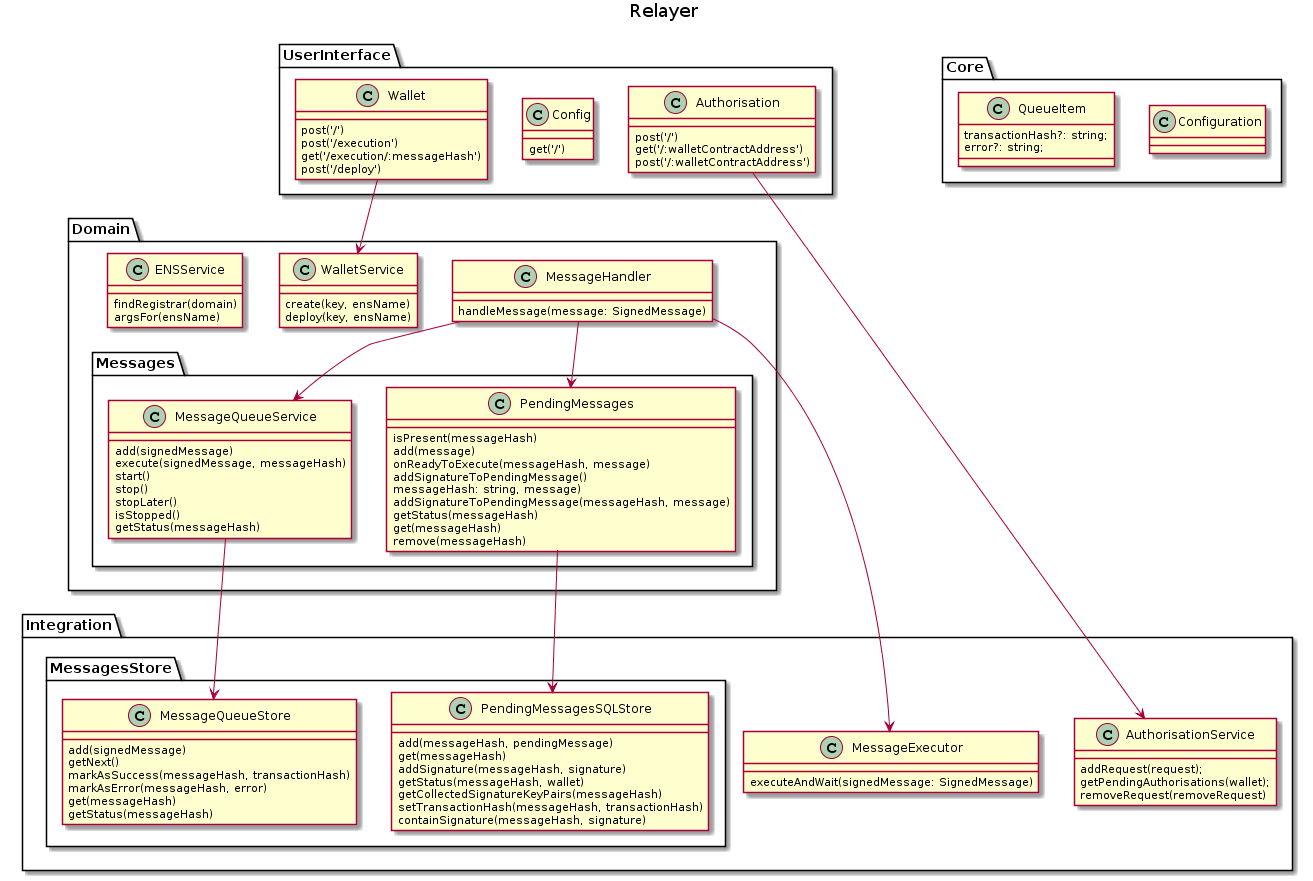 Relayer
UserInterface
C Wallet
post('/')
post('/execution')
get('/execution/:messageHash')
post('/deploy')
C Config
get('/')
C Authorisation
post('/')
get('/:walletContractAddress')
post('/:walletContractAddress')
Core
C QueueItem
transactionHash?: string;
error?: string;
C Configuration
Domain
C ENSService
findRegistrar(domain)
argsFor(ensName)
C WalletService
create(key, ensName)
deploy(key, ensName)
C MessageHandler
handleMessage(message: SignedMessage)
Messages
C MessageQueueService
add(signedMessage)
execute(signedMessage, messageHash)
start()
stop()
stopLater()
isStopped()
getStatus(messageHash)
C PendingMessages
isPresent(messageHash)
add(message)
onReadyToExecute(messageHash, message)
addSignatureToPendingMessage()
messageHash: string, message)
addSignatureToPendingMessage(messageHash, message)
getStatus(messageHash)
get(messageHash)
remove(messageHash)
Integration
MessagesStore
C MessageQueueStore
add(signedMessage)
getNext()
markAsSuccess(messageHash, transactionHash)
markAsError(messageHash, error)
get(messageHash)
getStatus(messageHash)
C PendingMessagesSQLStore
add(messageHash, pendingMessage)
get(messageHash)
addSignature(messageHash, signature)
getStatus(messageHash, wallet)
getCollectedSignatureKeyPairs(messageHash)
setTransactionHash(messageHash, transactionHash)
containSignature(messageHash, signature)
C MessageExecutor
executeAndWait(signedMessage: SignedMessage)
C AuthorisationService
addRequest(request);
getPendingAuthorisations(wallet);
removeRequest(removeRequest)